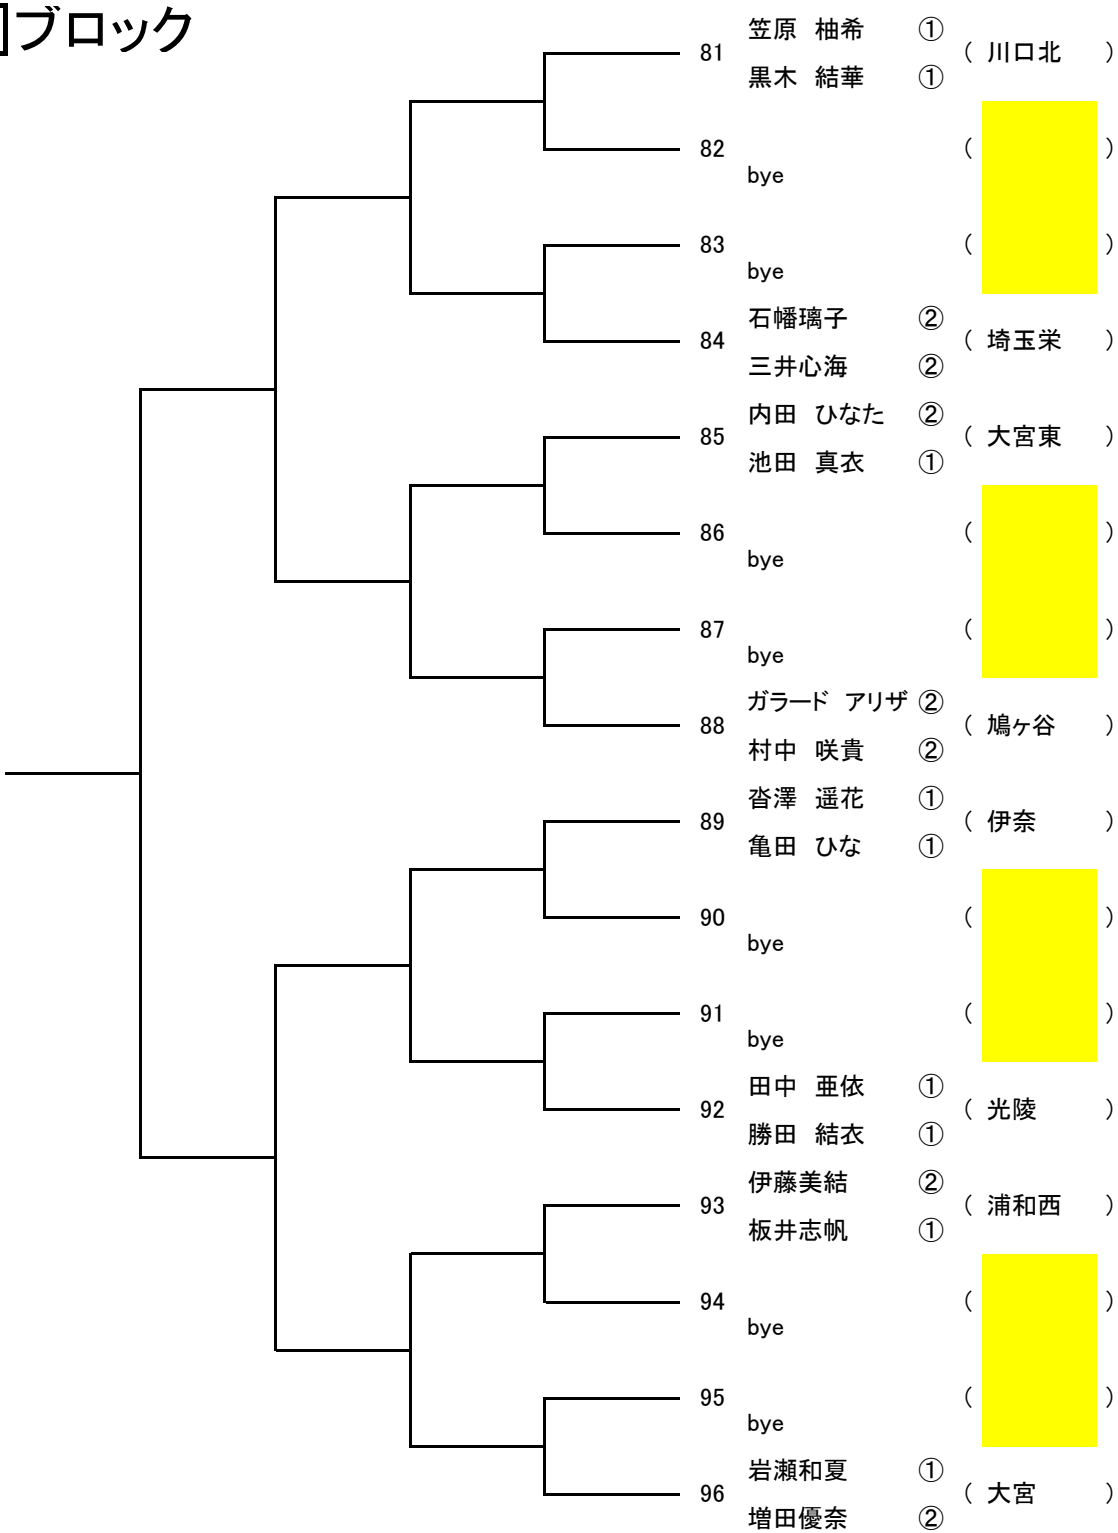 ブロック
笠原 柚希 ①
81 ( 川口北 )
黒木 結華 ①
82 ( )
bye
83 ( )
bye
石幡璃子 ②
84 ( 埼玉栄 )
三井心海 ②
内田 ひなた ②
85 ( 大宮東 )
池田 真衣 ①
86 ( )
bye
87 ( )
bye
ガラード アリザ ②
88 ( 鳩ヶ谷 )
村中 咲貴 ②
沓澤 遥花 ①
89 ( 伊奈 )
亀田 ひな ①
90 ( )
bye
91 ( )
bye
田中 亜依 ①
92 ( 光陵 )
勝田 結衣 ①
伊藤美結 ②
93 ( 浦和西 )
板井志帆 ①
94 ( )
bye
95 ( )
bye
岩瀬和夏 ①
96 ( 大宮 )
増田優奈 ②